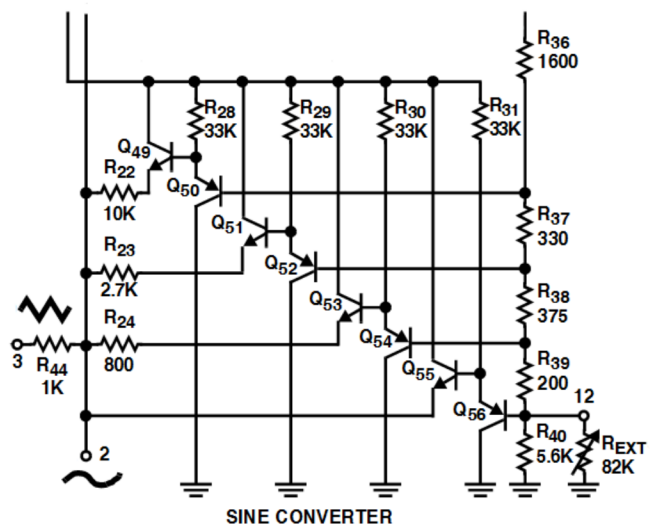 R36
1600
R28
33K
R29
33K
R30
33K
R31
33K
Q49
R22
10K
Q50
R37
330
Q51
R23
2.7K
Q52
R38
375
Q53
R24
800
Q54
3
R44
1K
R39
200
Q55
12
Q56
R40
5.6K
REXT
82K
2
SINE CONVERTER